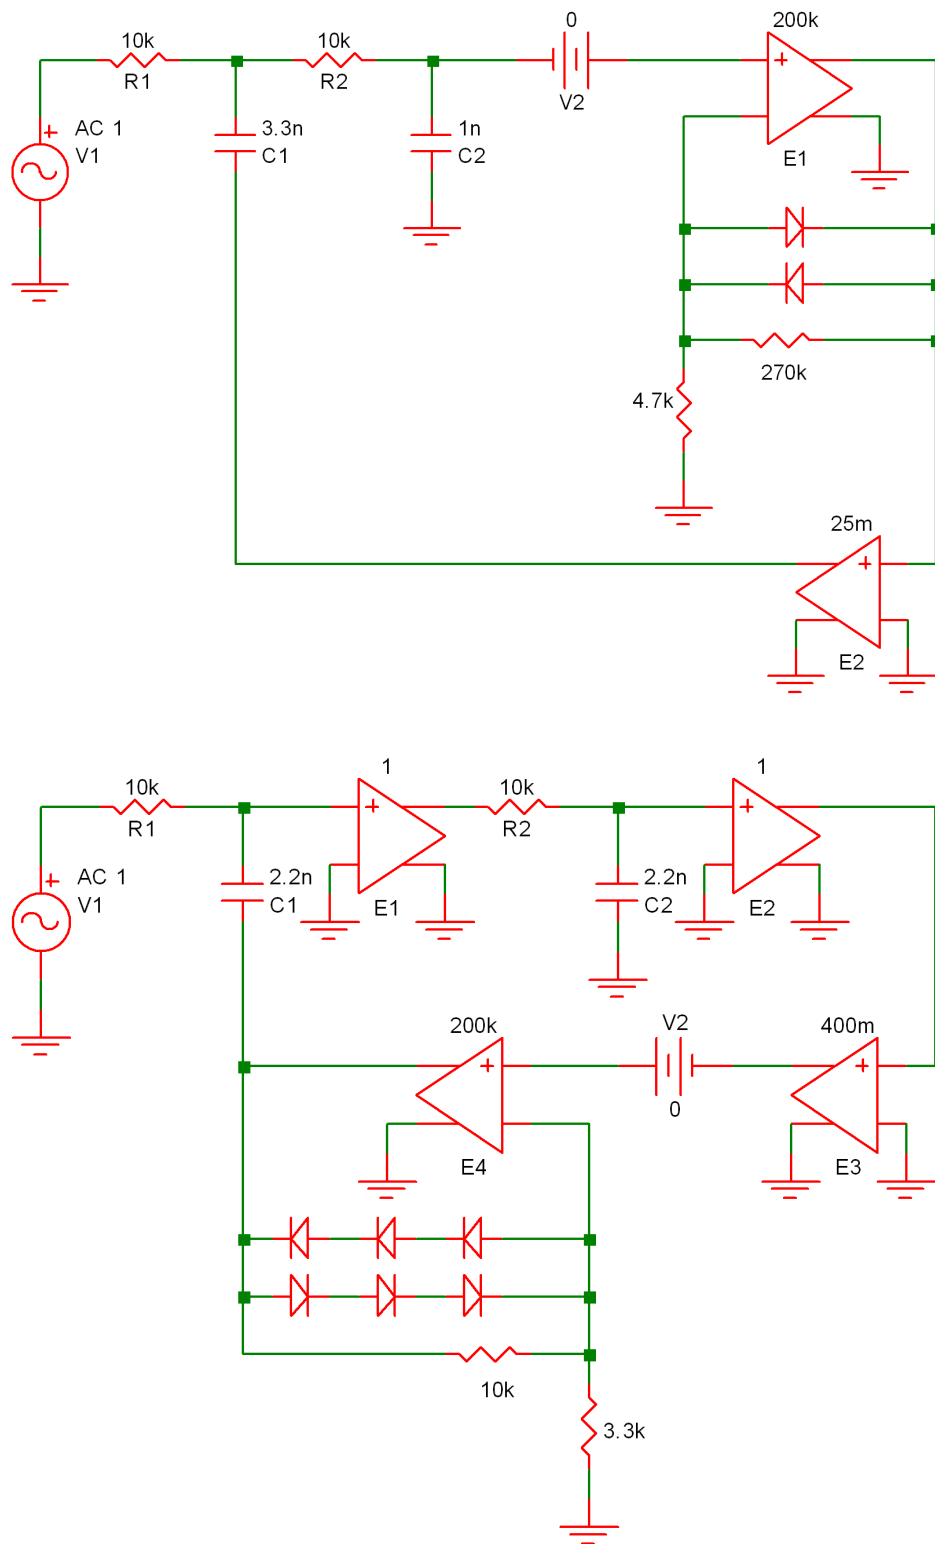 0
200k
10k
10k
R1
R2
V2
+
+ AC 1
V1
3.3n
C1
1n
C2
E1
270k
4.7k
25m
+
E2
1
1
10k
10k
R1
R2
+
+
+ AC 1
V1
2.2n
C1
E1
2.2n
C2
E2
200k
V2
400m
+
+
0
E4
E3
10k
3.3k